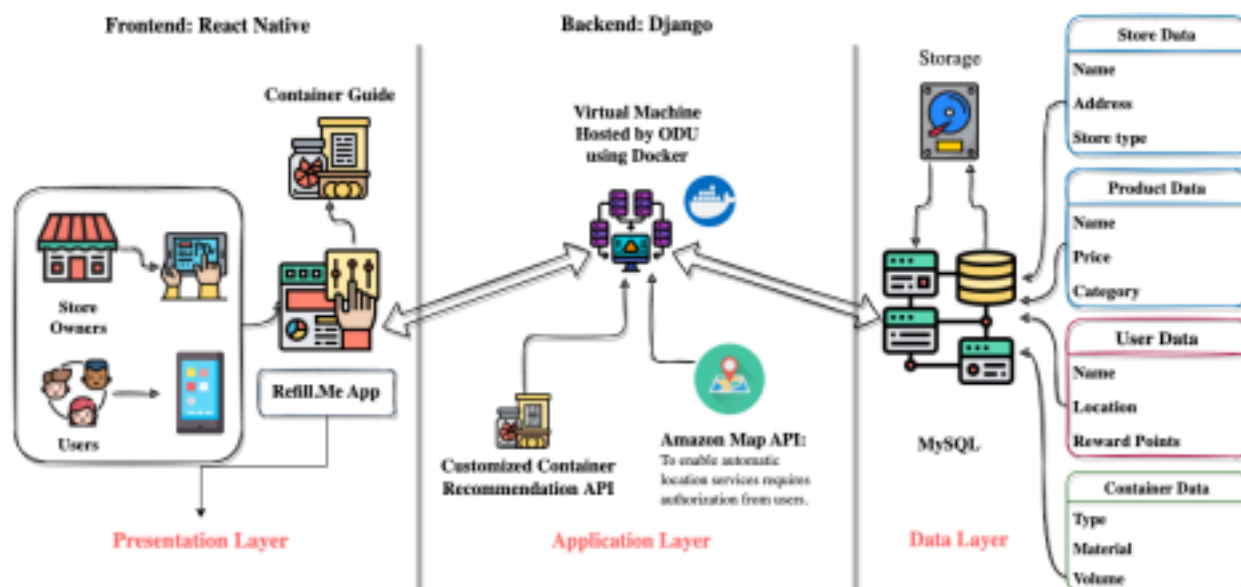 Frontend: React Native
Container Guide
Store
Owners
Users
Refill.Me App
Presentation Layer
Backend: Django
Virtual Machine
Hosted by ODU
using Docker
Customized Container
Recommendation API
Amazon Map API:
To enable automatic
location services requires
authorization from users.
Application Layer
Storage
MySQL
Data Layer
Store Data
Name
Address
Store type
Product Data
Name
Price
Category
User Data
Name
Location
Reward Points
Container Data
Type
Material
Volume